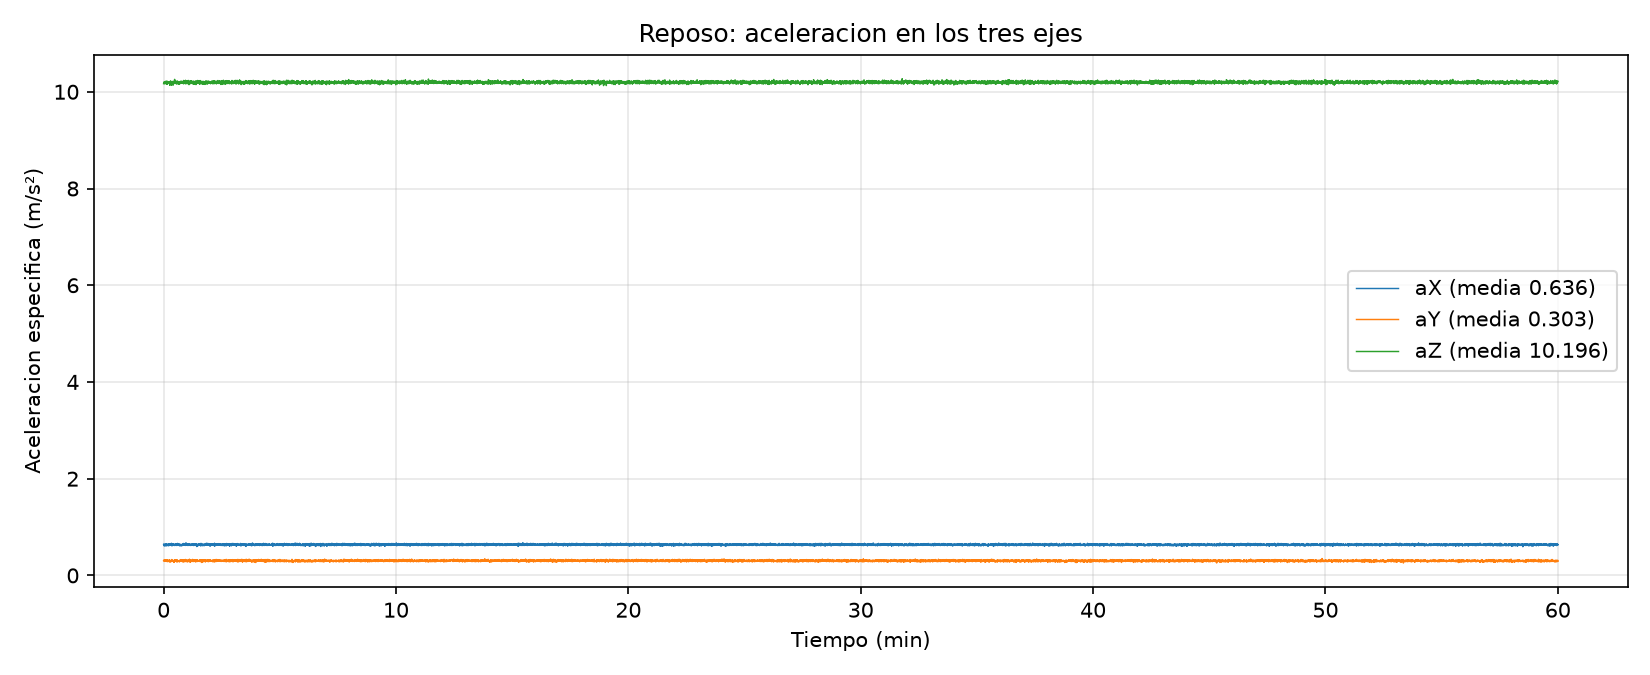 Reposo: aceleracion en los tres ejes
Aceleracion especifica (m/s²)
10
8
6
4
2
0
aX (media 0.636)
aY (media 0.303)
aZ (media 10.196)
0 10 20 30 40 50 60
Tiempo (min)